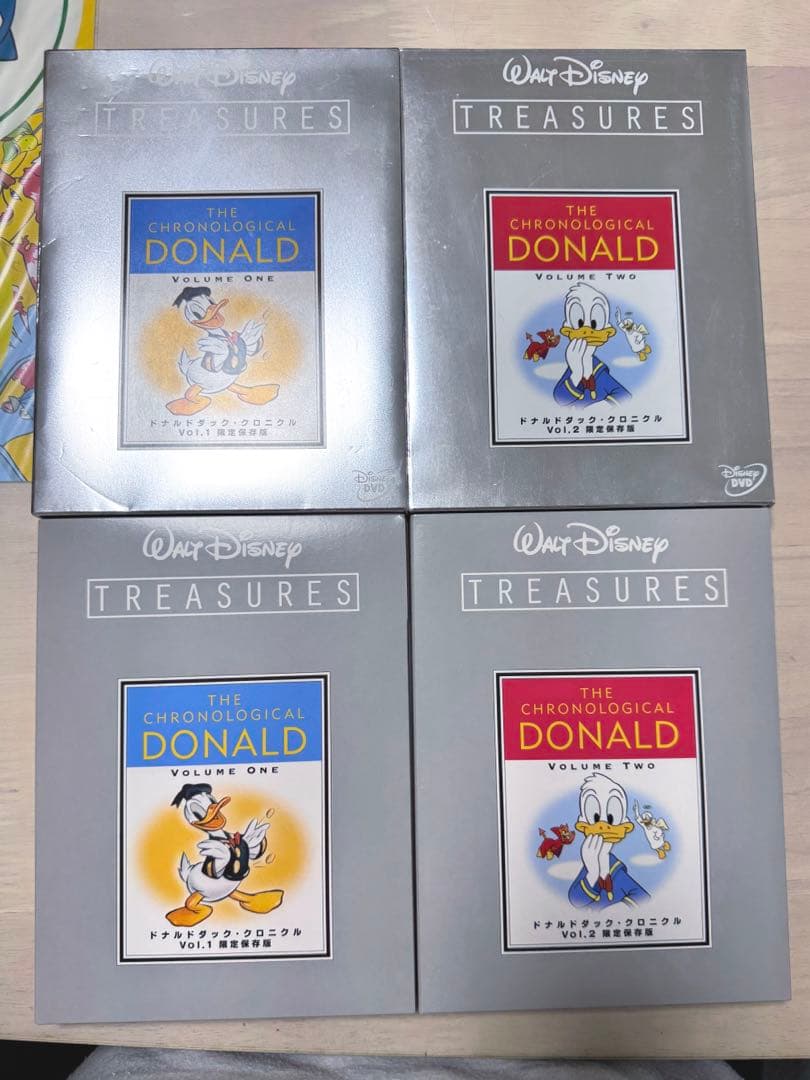 WALT DISNEY
TREASURES
THE
CHRONOLOGICAL
DONALD
VOLUME ONE
ドナルドダック・クロニクル
Vol.1 限定保存版
DISNEY
DVD
WALT DISNEY
TREASURES
THE
CHRONOLOGICAL
DONALD
VOLUME TWO
ドナルドダック・クロニクル
Vol.2 限定保存版
DISNEY
DVD
WALT DISNEY
TREASURES
THE
CHRONOLOGICAL
DONALD
VOLUME ONE
ドナルドダック・クロニクル
Vol.1 限定保存版
WALT DISNEY
TREASURES
THE
CHRONOLOGICAL
DONALD
VOLUME TWO
ドナルドダック・クロニクル
Vol.2 限定保存版